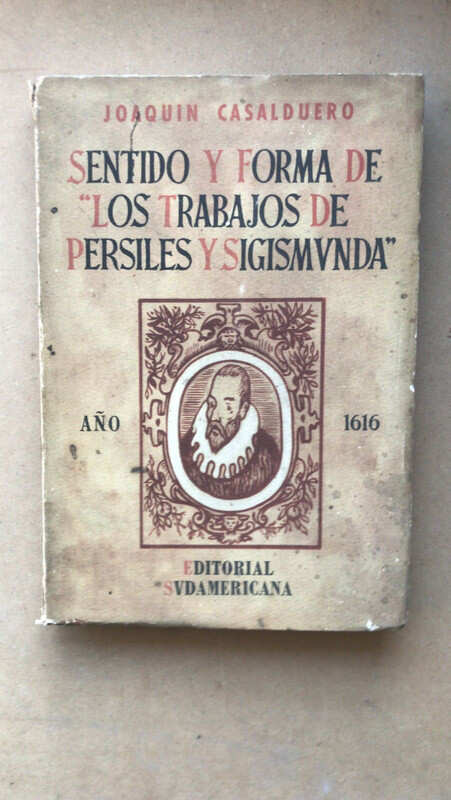 JOAQUIN CASALDUERO
SENTIDO Y FORMA DE
"LOS TRABAJOS DE
PERSILES Y SIGISMVNDA"
AÑO 1616
EDITORIAL
SVDAMERICANA